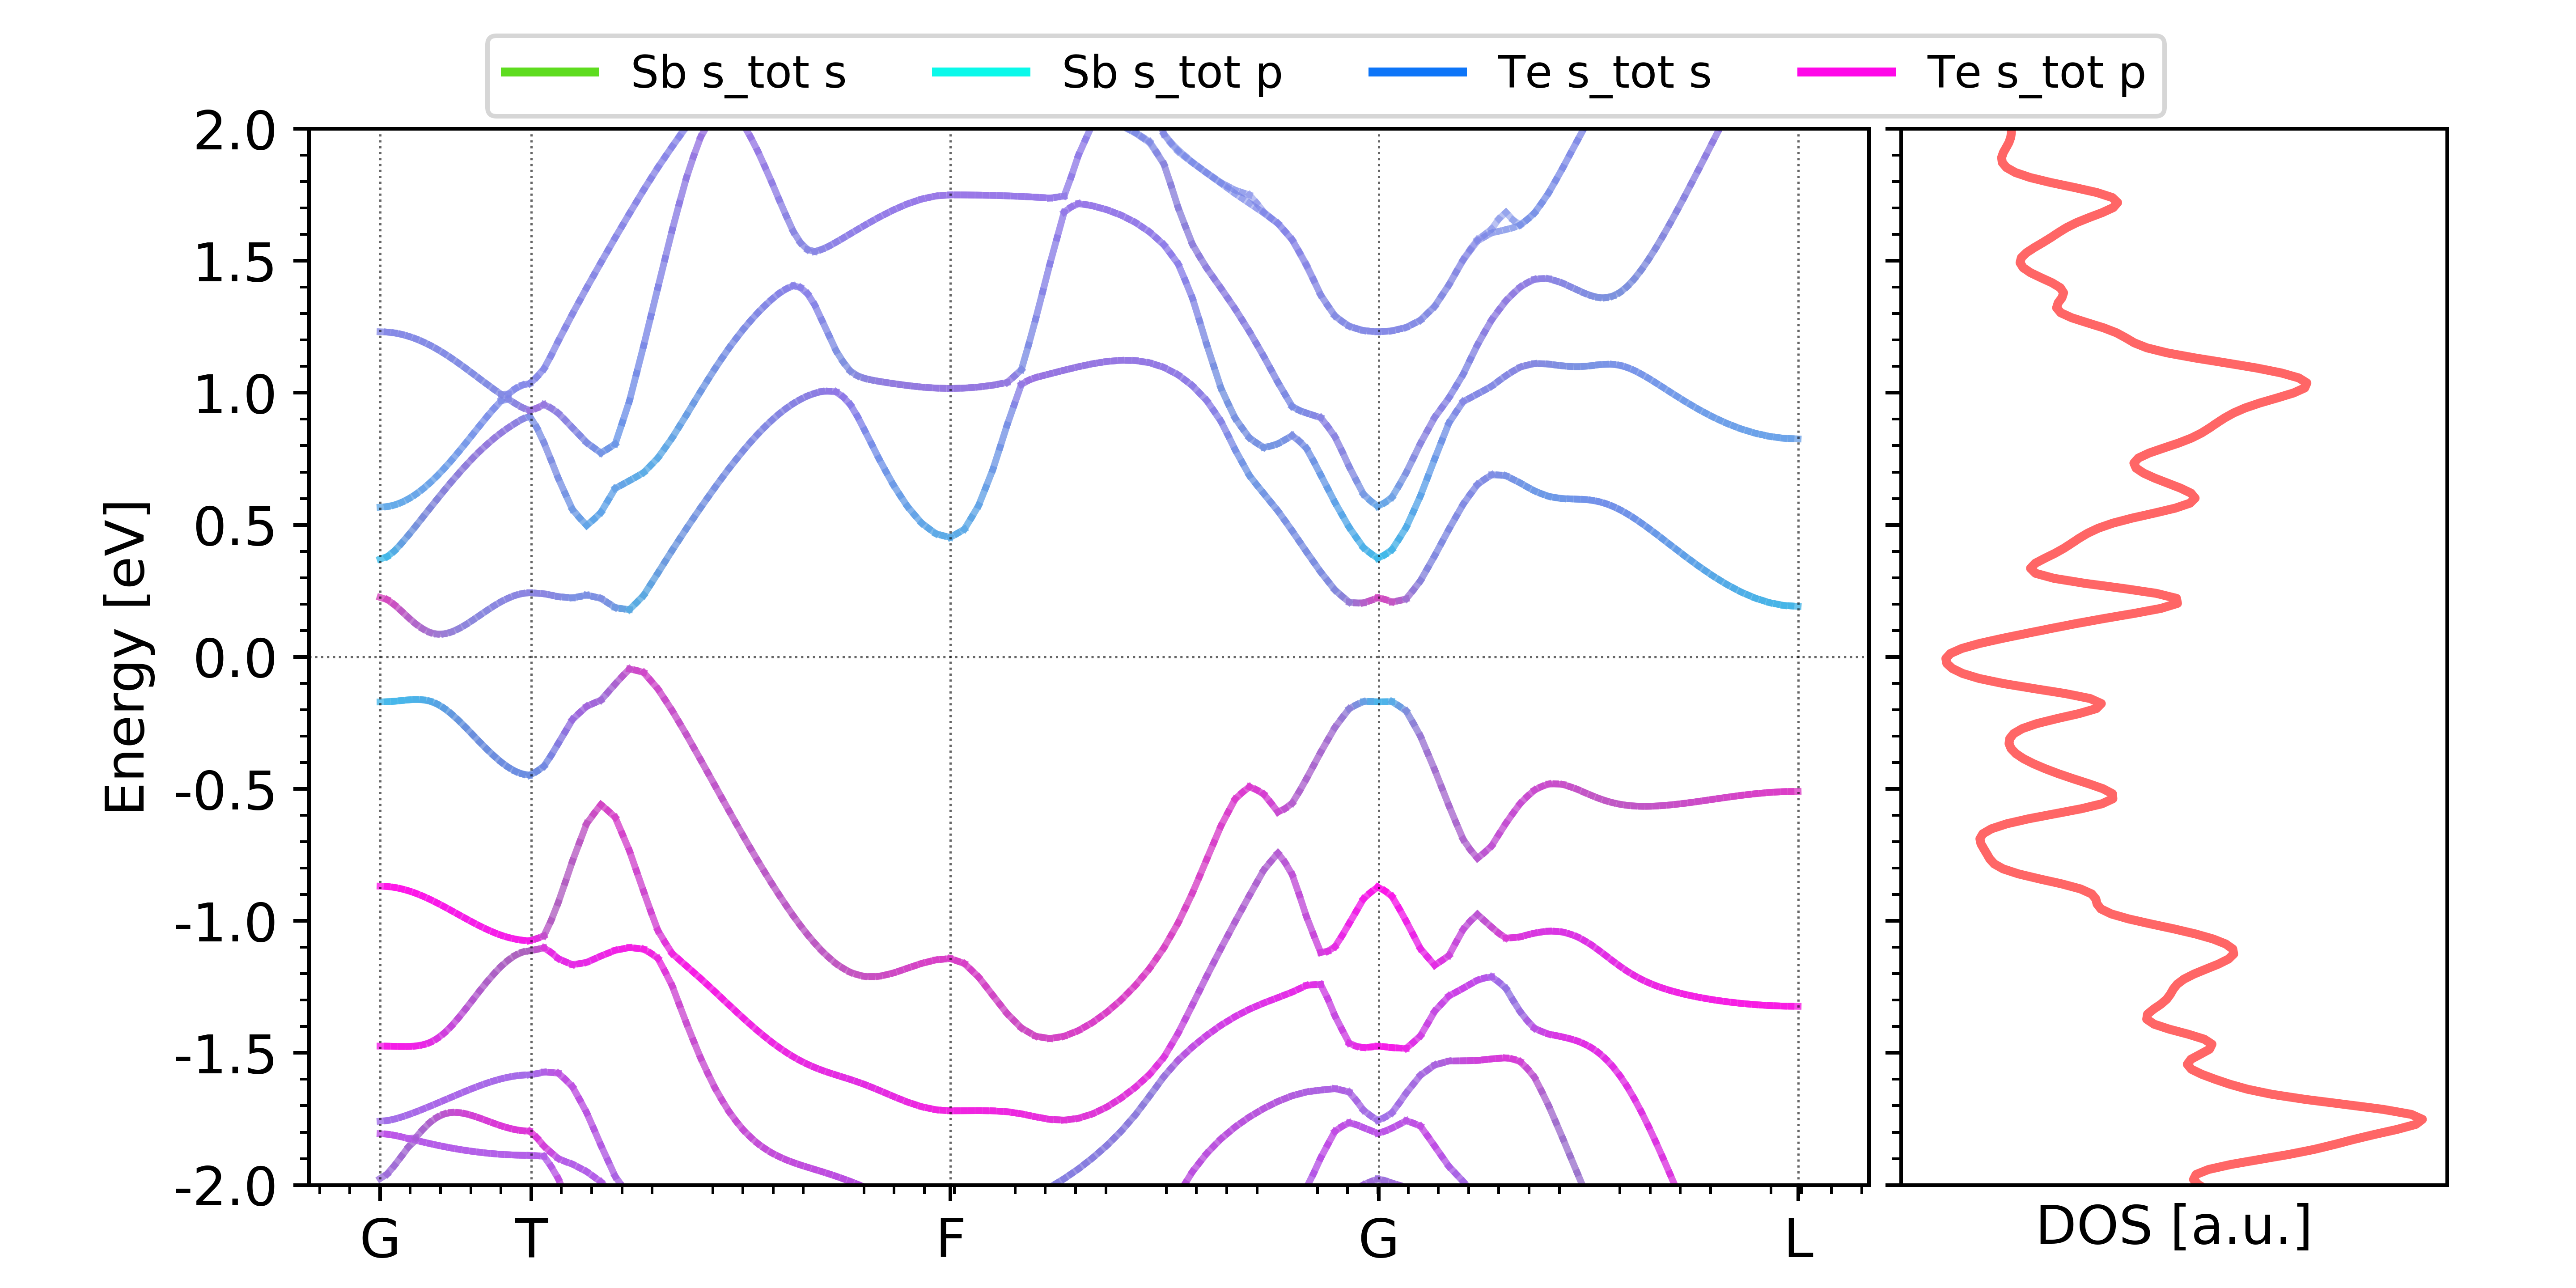 Sb s_tot s Sb s_tot p Te s_tot s Te s_tot p
2.0
1.5
1.0
0.5
0.0
-0.5
-1.0
-1.5
-2.0
Energy [eV]
G T F G L
DOS [a.u.]